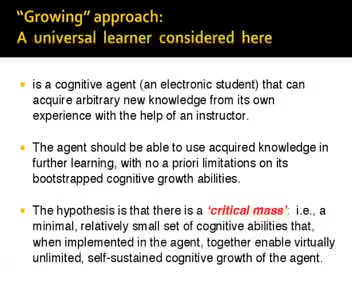 “Growing” approach:
A universal learner considered here
is a cognitive agent (an electronic student) that can
acquire arbitrary new knowledge from its own
experience with the help of an instructor.
The agent should be able to use acquired knowledge in
further learning, with no a priori limitations on its
bootstrapped cognitive growth abilities.
The hypothesis is that there is a ‘critical mass’: i.e., a
minimal, relatively small set of cognitive abilities that,
when implemented in the agent, together enable virtually
unlimited, self-sustained cognitive growth of the agent.